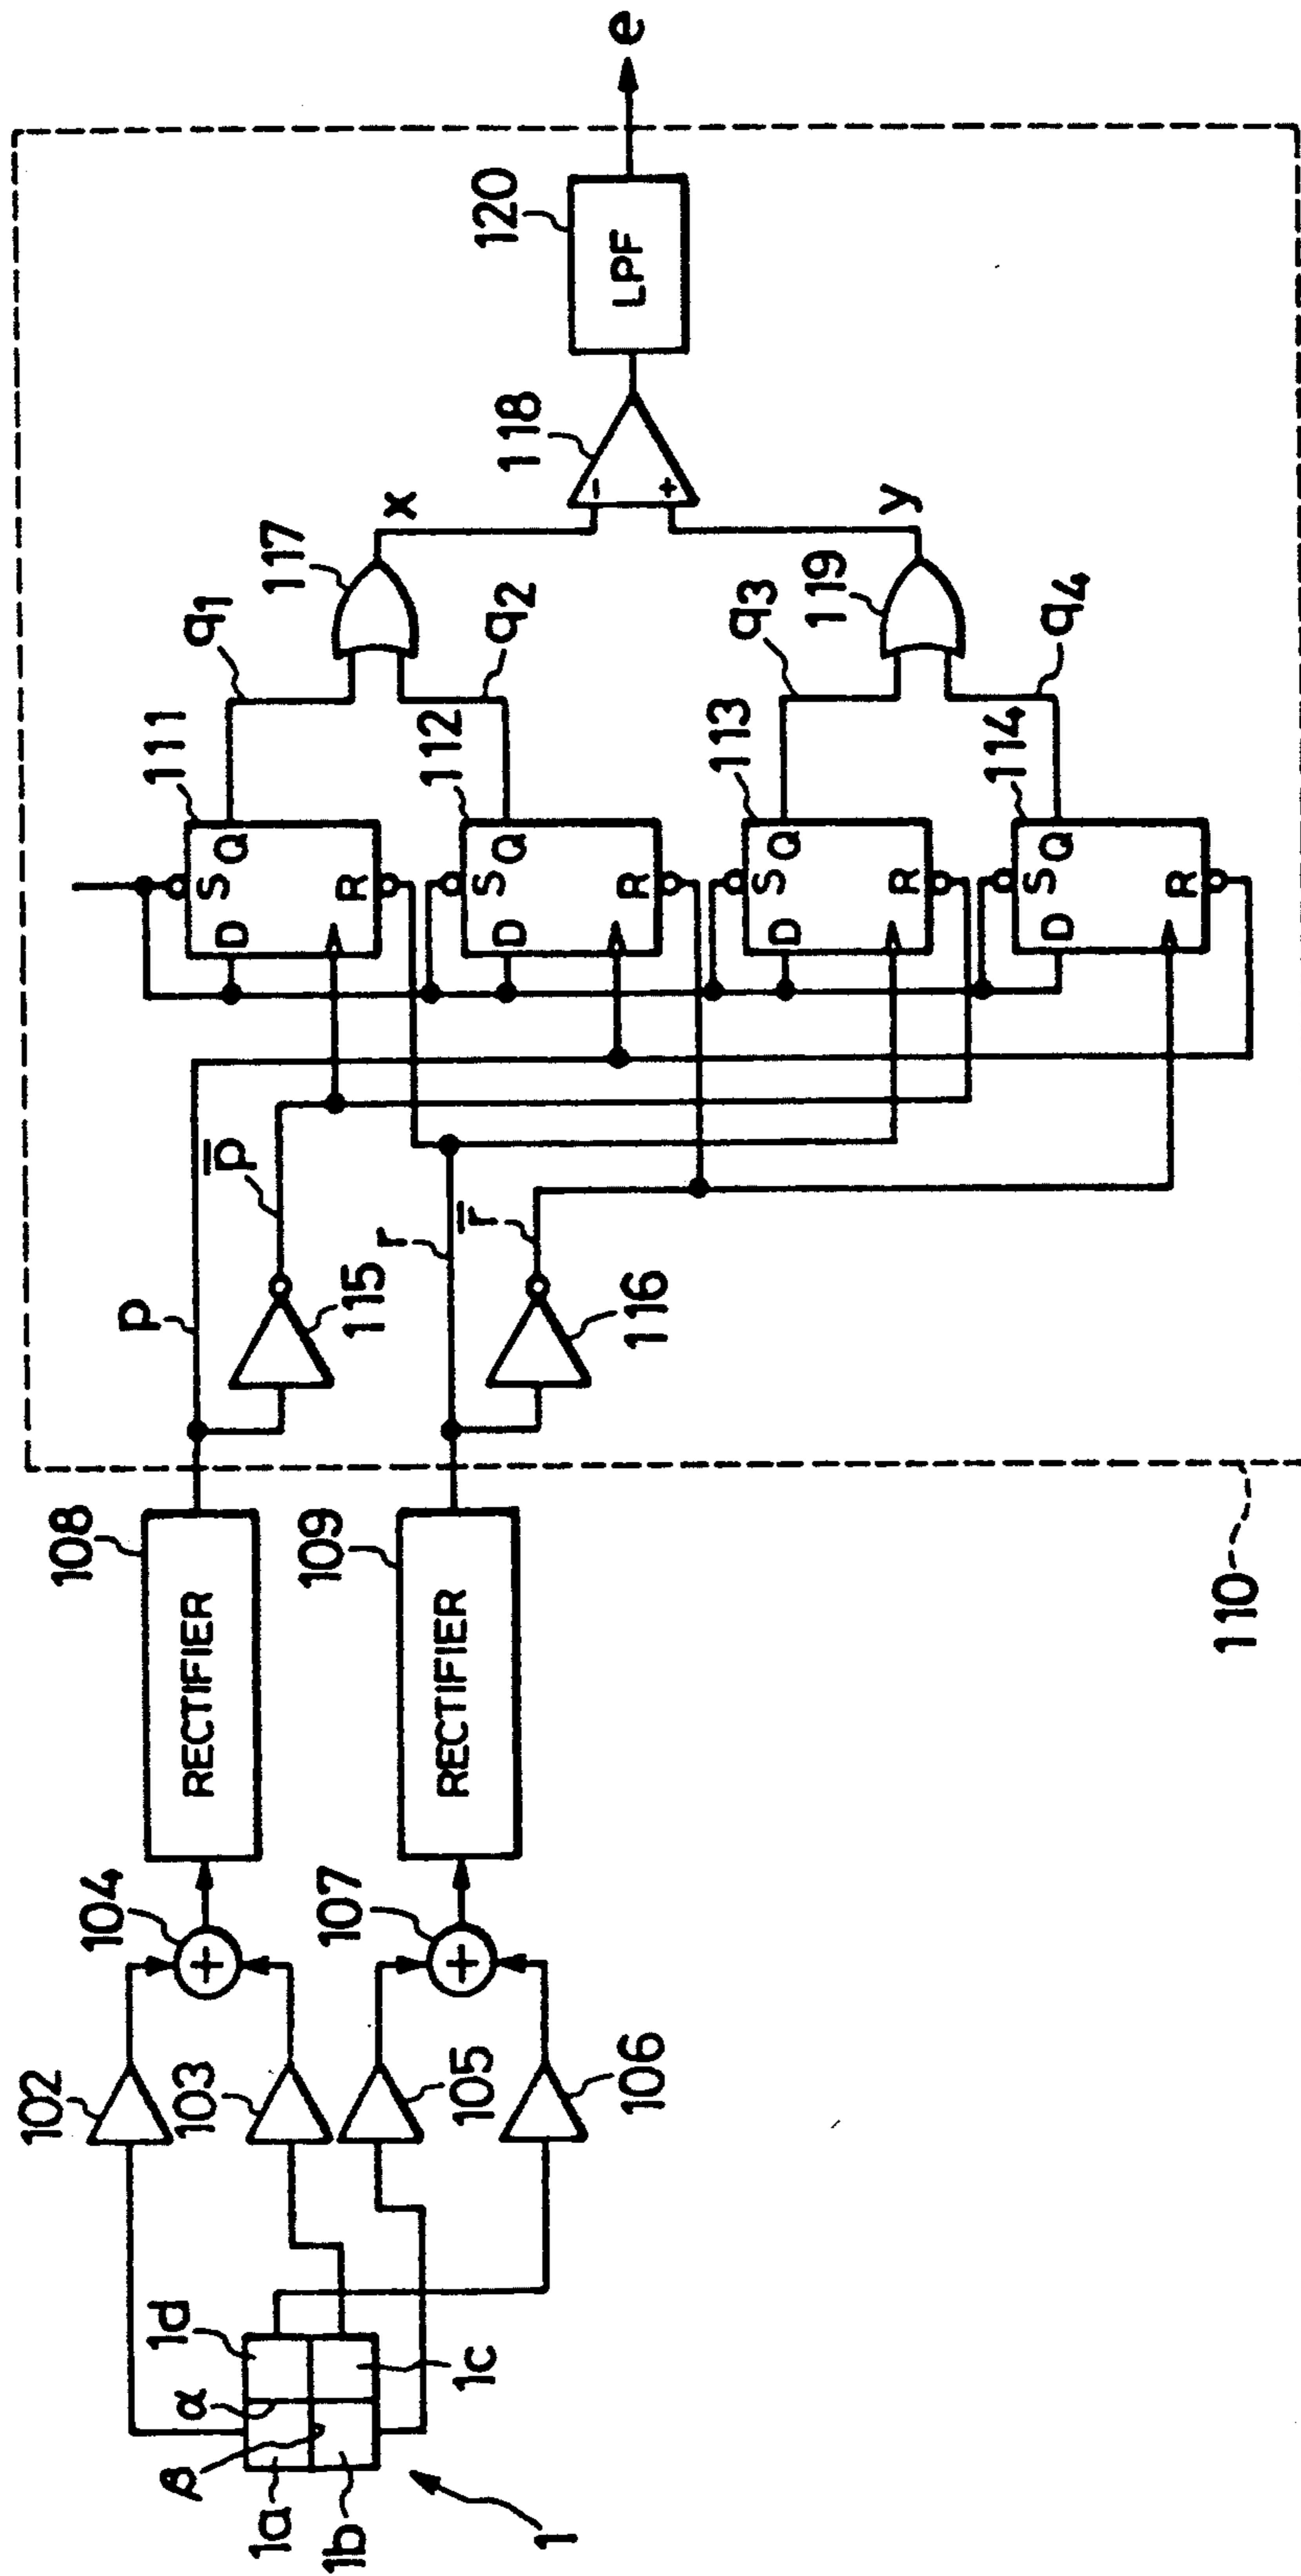 1
1a
1b
β
α
1d
1c
102
103
105
106
104
+
107
+
108
RECTIFIER
109
RECTIFIER
110
p
p̅
115
r
r̅
116
111
D
S
Q
R
112
D
S
Q
R
113
D
S
Q
R
114
D
S
Q
R
q1
q2
q3
q4
117
119
x
y
118
-
+
120
LPF
e